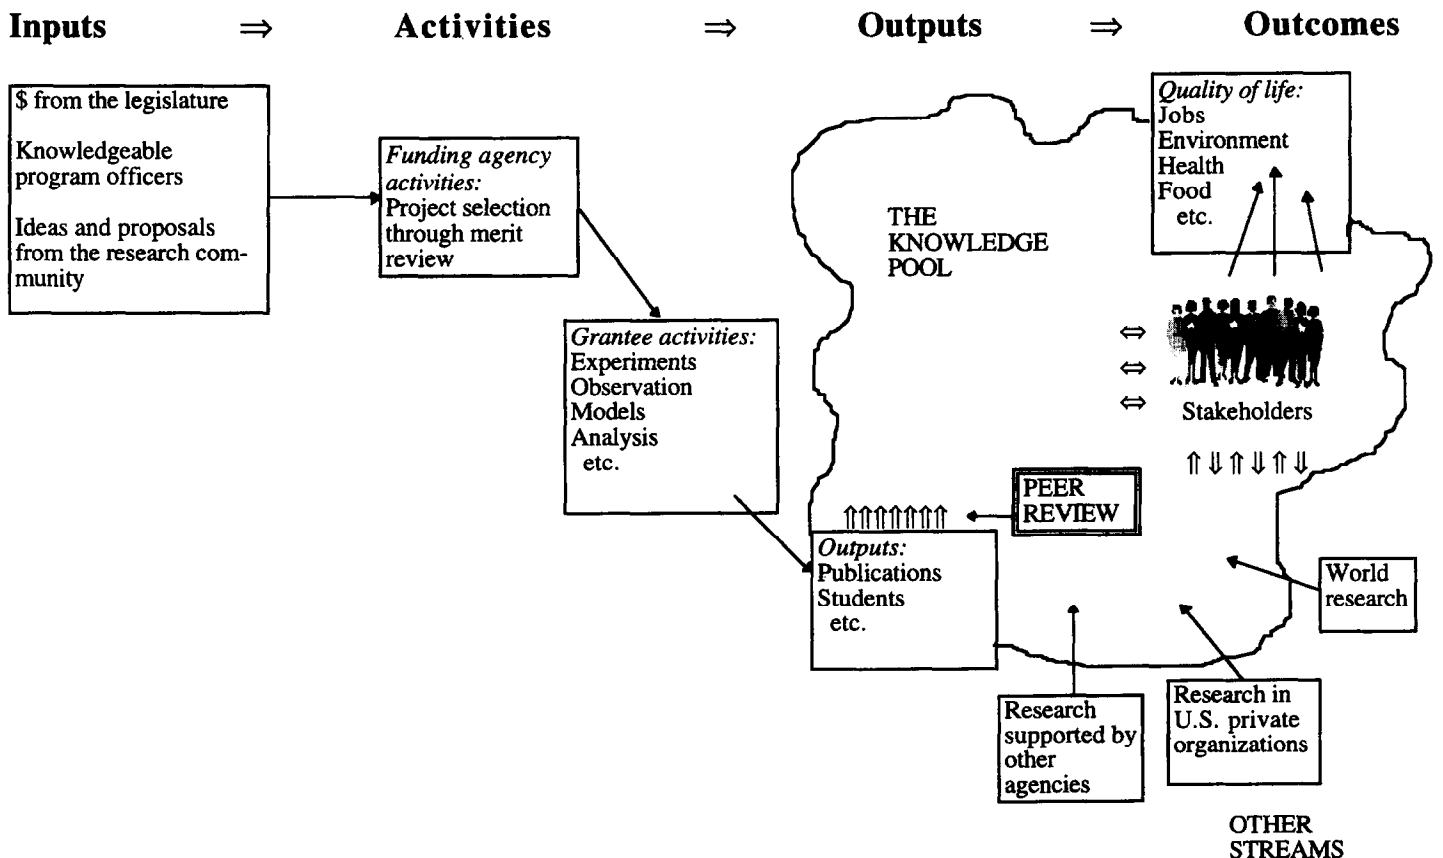 Inputs ⇒ Activities ⇒ Outputs ⇒ Outcomes
$ from the legislature
Knowledgeable
program officers
Ideas and proposals
from the research com-
munity
Funding agency
activities:
Project selection
through merit
review
Grantee activities:
Experiments
Observation
Models
Analysis
etc.
THE
KNOWLEDGE
POOL
Quality of life:
Jobs
Environment
Health
Food
etc.
Stakeholders
PEER
REVIEW
Outputs:
Publications
Students
etc.
World
research
Research
supported by
other
agencies
Research in
U.S. private
organizations
OTHER
STREAMS